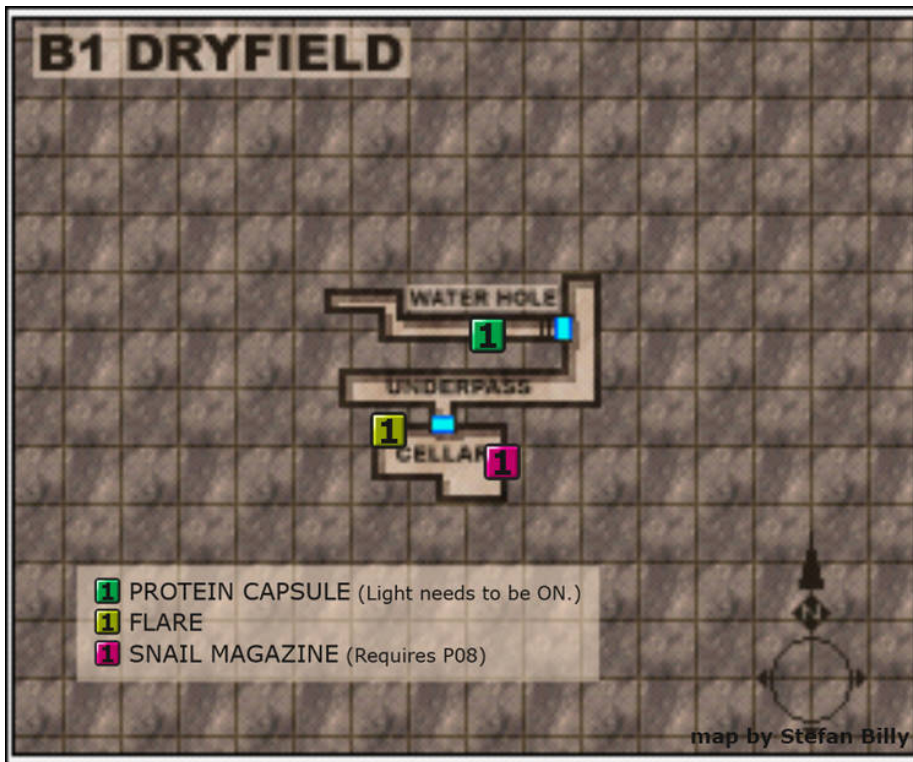 B1 DRYFIELD
WATER HOLE
1
UNDERPASS
1
CELLAR
1
1 PROTEIN CAPSULE (Light needs to be ON.)
1 FLARE
1 SNAIL MAGAZINE (Requires P08)
N
map by Stefan Billy